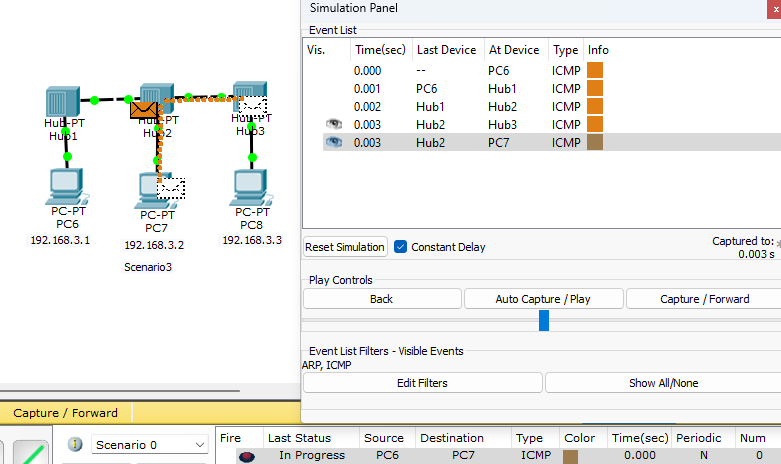 Simulation Panel
x
Event List
Vis. Time(sec) Last Device At Device Type Info
0.000 -- PC6 ICMP
0.001 PC6 Hub1 ICMP
0.002 Hub1 Hub2 ICMP
0.003 Hub2 Hub3 ICMP
0.003 Hub2 PC7 ICMP
Reset Simulation Constant Delay Captured to: *
0.003 s
Play Controls
Back Auto Capture / Play Capture / Forward
Event List Filters - Visible Events
ARP, ICMP
Edit Filters Show All/None
Hub-PT Hub-PT Hub-PT
Hub1 Hub2 Hub3
PC-PT PC-PT PC-PT
PC6 PC7 PC8
192.168.3.1 192.168.3.2 192.168.3.3
Scenario3
Capture / Forward
Scenario 0
Fire Last Status Source Destination Type Color Time(sec) Periodic Num
In Progress PC6 PC7 ICMP 0.000 N 0